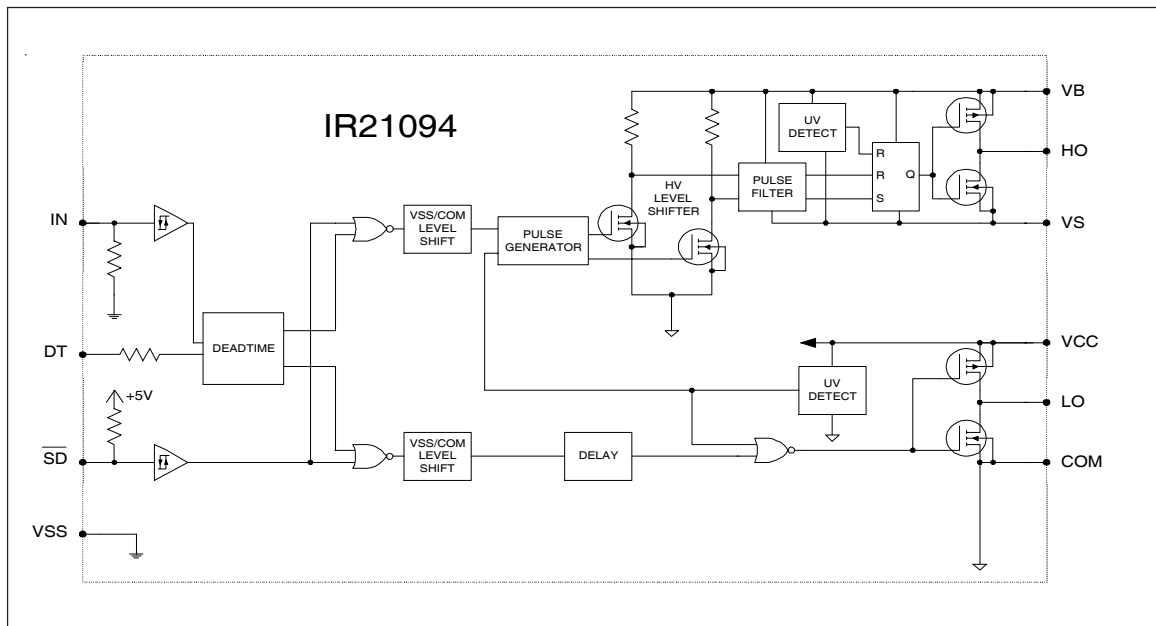 IR21094
VB
UV
DETECT
HO
R
R
S
Q
PULSE
FILTER
HV
LEVEL
SHIFTER
VS
IN
VSS/COM
LEVEL
SHIFT
PULSE
GENERATOR
DEADTIME
DT
VCC
UV
DETECT
+5V
LO
SD
VSS/COM
LEVEL
SHIFT
DELAY
COM
VSS